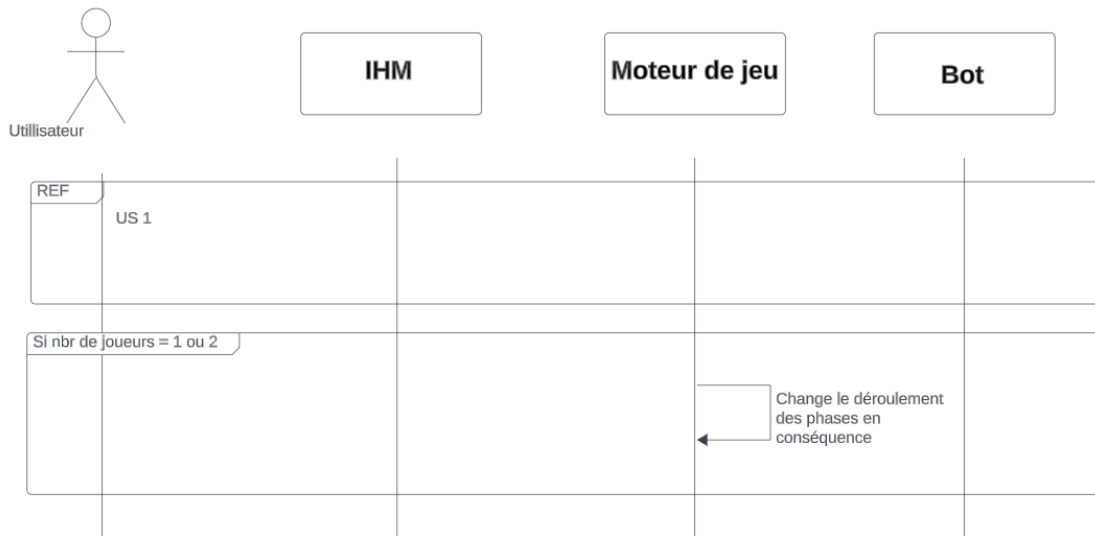 IHM
Moteur de jeu
Bot
Utillisateur
REF
US 1
Si nbr de joueurs = 1 ou 2
Change le déroulement
des phases en
conséquence